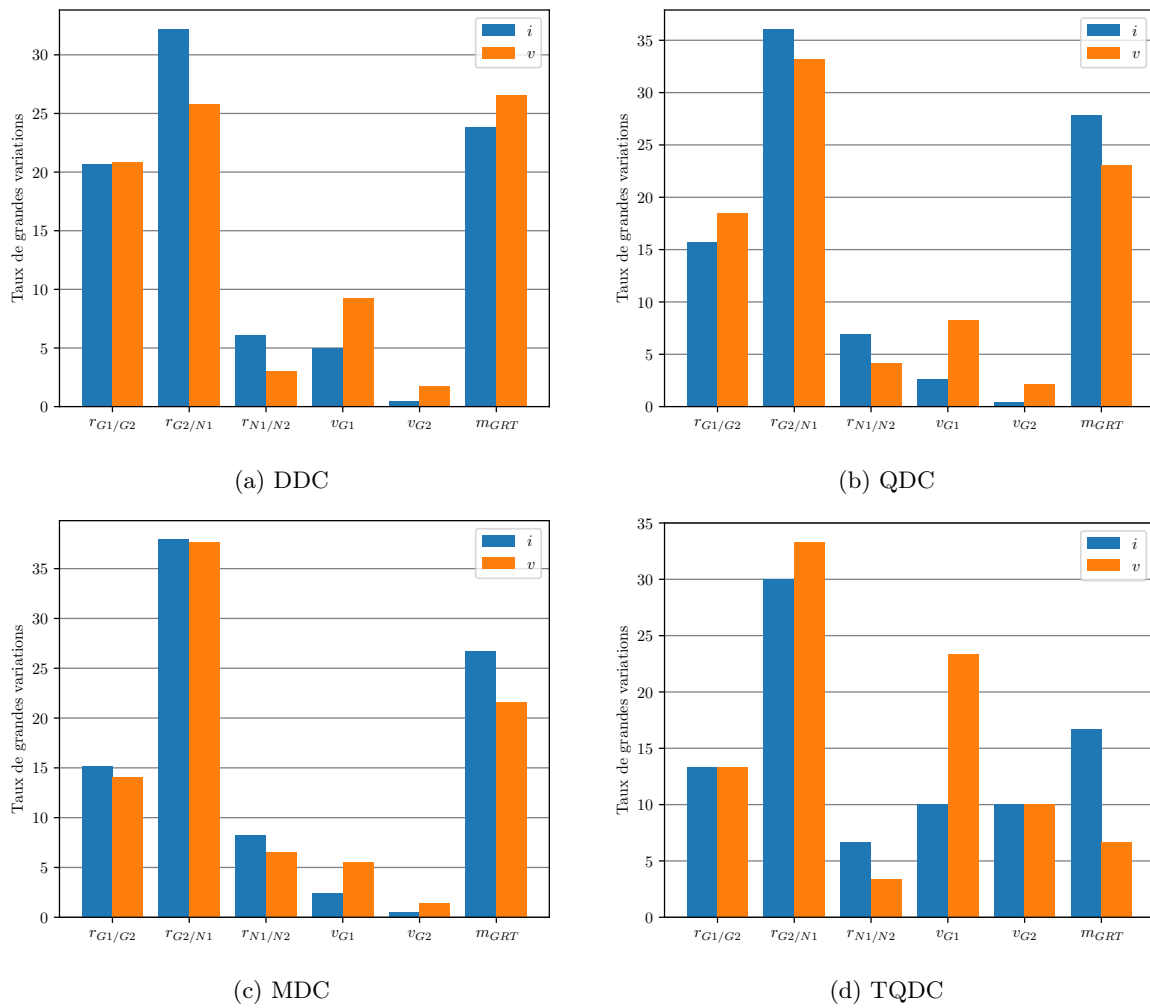 Taux de grandes variations
30
25
20
15
10
5
0
i
v
r_{G1/G2} r_{G2/N1} r_{N1/N2} v_{G1} v_{G2} m_{GRT}
(a) DDC
Taux de grandes variations
35
30
25
20
15
10
5
0
i
v
r_{G1/G2} r_{G2/N1} r_{N1/N2} v_{G1} v_{G2} m_{GRT}
(b) QDC
Taux de grandes variations
35
30
25
20
15
10
5
0
i
v
r_{G1/G2} r_{G2/N1} r_{N1/N2} v_{G1} v_{G2} m_{GRT}
(c) MDC
Taux de grandes variations
35
30
25
20
15
10
5
0
i
v
r_{G1/G2} r_{G2/N1} r_{N1/N2} v_{G1} v_{G2} m_{GRT}
(d) TQDC